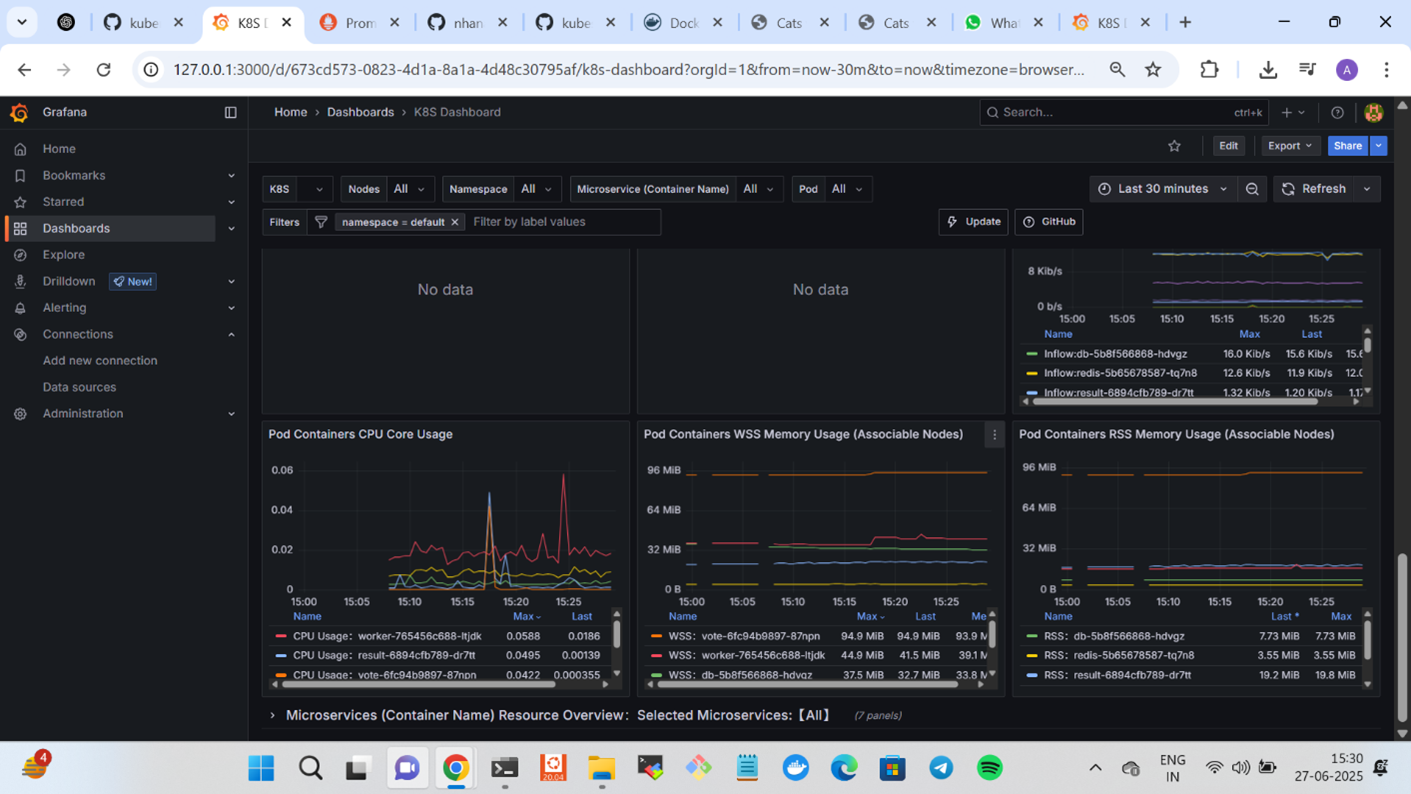 kube
K8S
Prom
nhan
kube
Dock
Cats
Cats
What
K8S
127.0.0.1:3000/d/673cd573-0823-4d1a-8a1a-4d48c30795af/k8s-dashboard?orgId=1&from=now-30m&to=now&timezone=browser...
A
Grafana
Home › Dashboards › K8S Dashboard
Search... ctrl+k
Home
Bookmarks
Starred
Dashboards
Explore
Drilldown New!
Alerting
Connections
Add new connection
Data sources
Administration
Edit Export Share
K8S Nodes All Namespace All Microservice (Container Name) All Pod All
Last 30 minutes Refresh
Filters namespace = default Filter by label values
Update GitHub
No data
No data
8 Kib/s
0 b/s
15:00 15:05 15:10 15:15 15:20 15:25
Name Max Last
Inflow:db-5b8f566868-hdvgz 16.0 Kib/s 15.6 Kib/s 15.6
Inflow:redis-5b65678587-tq7n8 12.6 Kib/s 11.9 Kib/s 12.0
Inflow:result-6894cfb789-dr7tt 1.32 Kib/s 1.20 Kib/s 1.17
Pod Containers CPU Core Usage
0.06
0.04
0.02
0
15:00 15:05 15:10 15:15 15:20 15:25
Name Max Last
CPU Usage: worker-765456c688-ltjdk 0.0588 0.0186
CPU Usage: result-6894cfb789-dr7tt 0.0495 0.00139
CPU Usage: vote-6fc94b9897-87npn 0.0422 0.000355
Pod Containers WSS Memory Usage (Associable Nodes)
96 MiB
64 MiB
32 MiB
0 B
15:00 15:05 15:10 15:15 15:20 15:25
Name Max Last Me
WSS: vote-6fc94b9897-87npn 94.9 MiB 94.9 MiB 93.9 M
WSS: worker-765456c688-ltjdk 44.9 MiB 41.5 MiB 39.1 M
WSS: db-5b8f566868-hdvgz 37.5 MiB 32.7 MiB 33.8 M
Pod Containers RSS Memory Usage (Associable Nodes)
96 MiB
64 MiB
32 MiB
0 B
15:00 15:05 15:10 15:15 15:20 15:25
Name Last * Max
RSS: db-5b8f566868-hdvgz 7.73 MiB 7.73 MiB
RSS: redis-5b65678587-tq7n8 3.55 MiB 3.55 MiB
RSS: result-6894cfb789-dr7tt 19.2 MiB 19.8 MiB
Microservices (Container Name) Resource Overview: Selected Microservices:【All】 (7 panels)
4
20.04
ENG
IN
15:30
27-06-2025